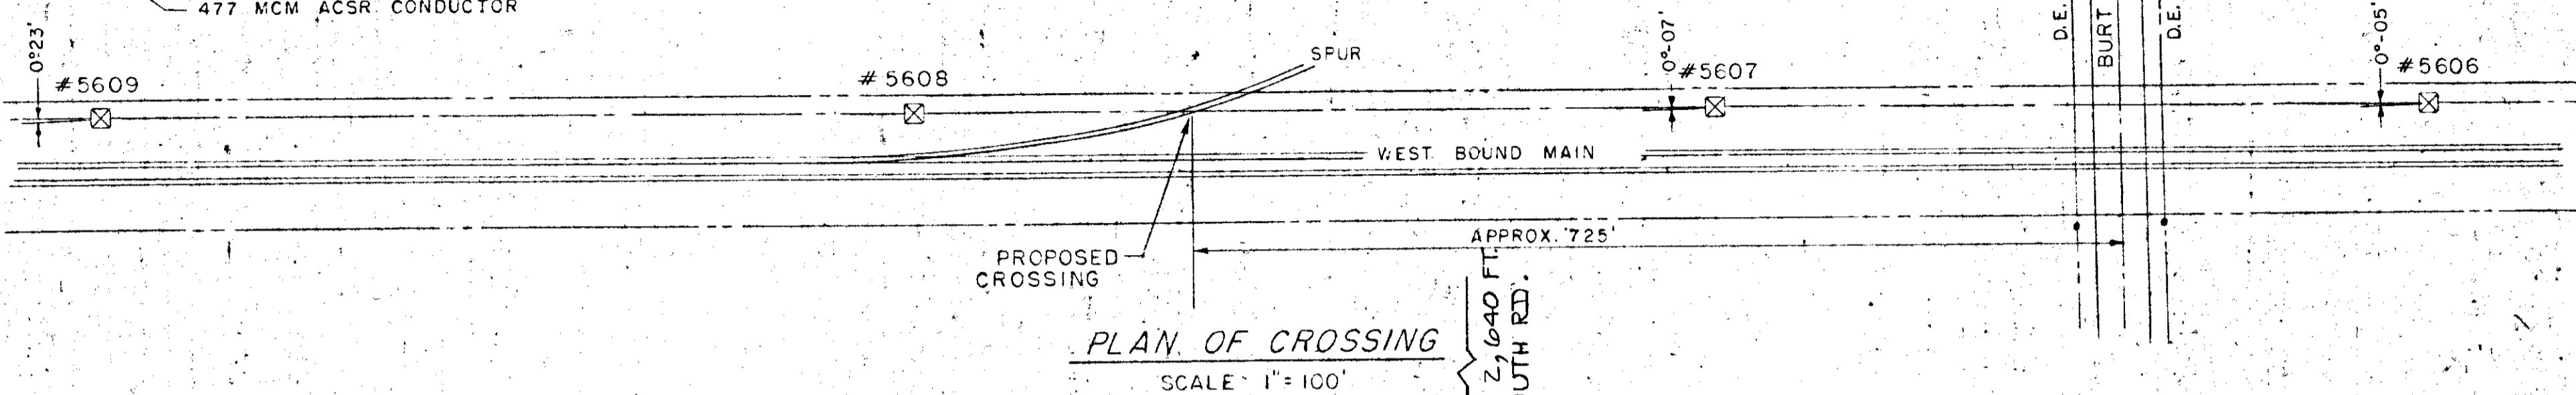 477 MCM ACSR CONDUCTOR
0°23'
#5609
#5608
SPUR
0°-07'
#5607
D.E.
BURT
D.E.
0°-05'
#5606
WEST BOUND MAIN
APPROX. 725'
PROPOSED
CROSSING
2,640 FT.
UTH RD.
PLAN OF CROSSING
SCALE 1"=100'